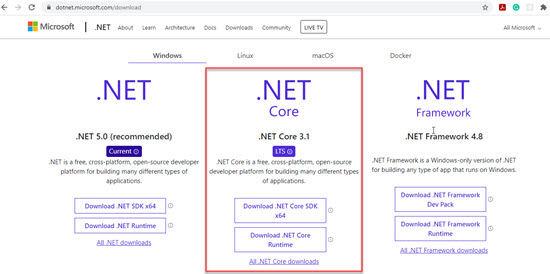 dotnet.microsoft.com/download
Microsoft | .NET About Learn Architecture Docs Downloads Community LIVE TV All Microsoft
Windows Linux macOS Docker
.NET
.NET 5.0 (recommended)
Current
.NET is a free, cross-platform, open-source developer
platform for building many different types of
applications.
Download .NET SDK x64
Download .NET Runtime
All .NET downloads
.NET
Core
.NET Core 3.1
LTS
.NET Core is a free, cross-platform, open-source
developer platform for building many different types of
applications.
Download .NET Core SDK
x64
Download .NET Core
Runtime
All .NET Core downloads
.NET
Framework
.NET Framework 4.8
.NET Framework is a Windows-only version of .NET
for building any type of app that runs on Windows.
Download .NET Framework
Dev Pack
Download .NET Framework
Runtime
All .NET Framework downloads